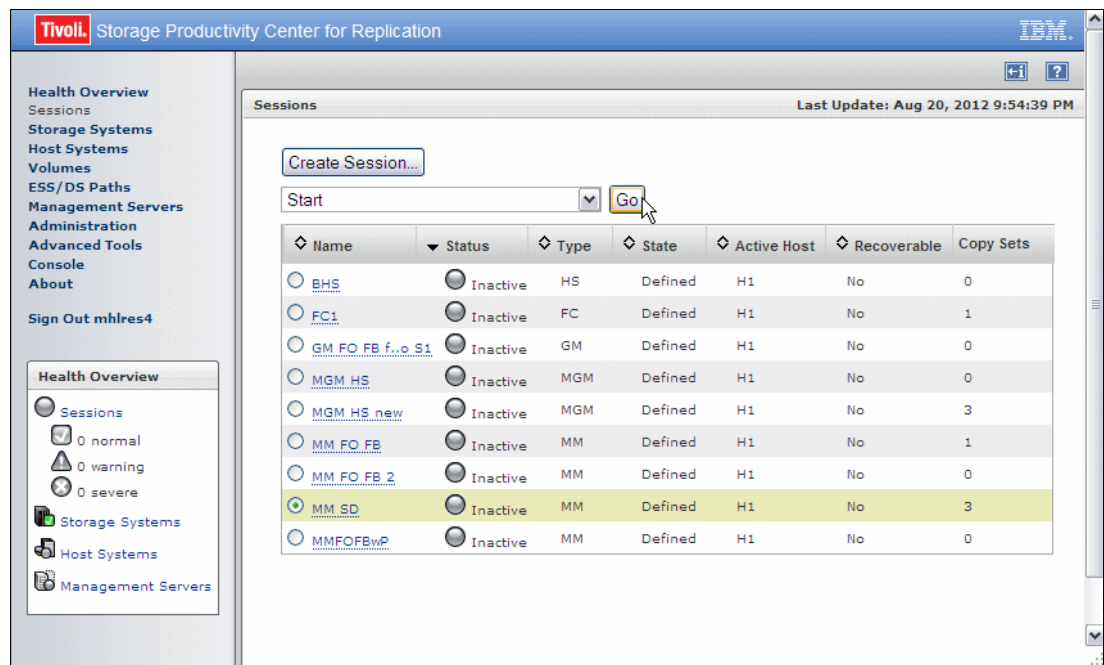 Tivoli. Storage Productivity Center for Replication IBM.
Health Overview
Sessions
Storage Systems
Host Systems
Volumes
ESS/DS Paths
Management Servers
Administration
Advanced Tools
Console
About
Sign Out mhlres4
Health Overview
Sessions
0 normal
0 warning
0 severe
Storage Systems
Host Systems
Management Servers
i ?
Sessions Last Update: Aug 20, 2012 9:54:39 PM
Create Session...
Start Go
Name Status Type State Active Host Recoverable Copy Sets
BHS Inactive HS Defined H1 No 0
FC1 Inactive FC Defined H1 No 1
GM FO FB f..o S1 Inactive GM Defined H1 No 0
MGM HS Inactive MGM Defined H1 No 0
MGM HS new Inactive MGM Defined H1 No 3
MM FO FB Inactive MM Defined H1 No 1
MM FO FB 2 Inactive MM Defined H1 No 0
MM SD Inactive MM Defined H1 No 3
MMFOFBwP Inactive MM Defined H1 No 0